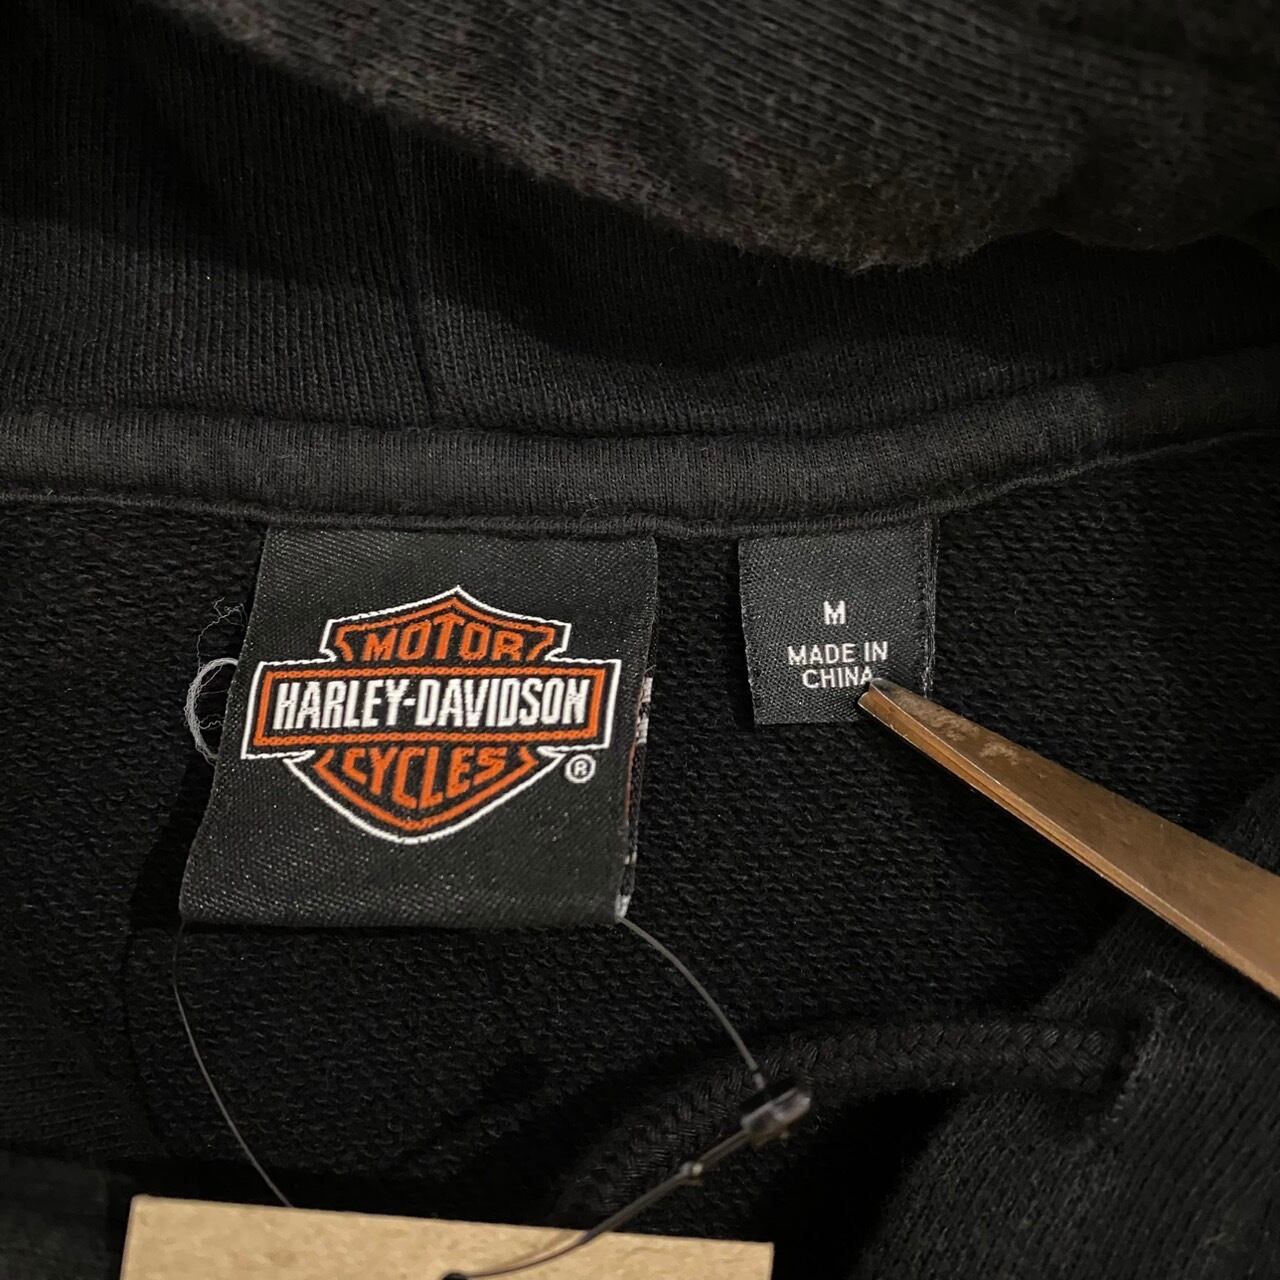 MOTOR
HARLEY-DAVIDSON
CYCLES
®
M
MADE IN
CHINA